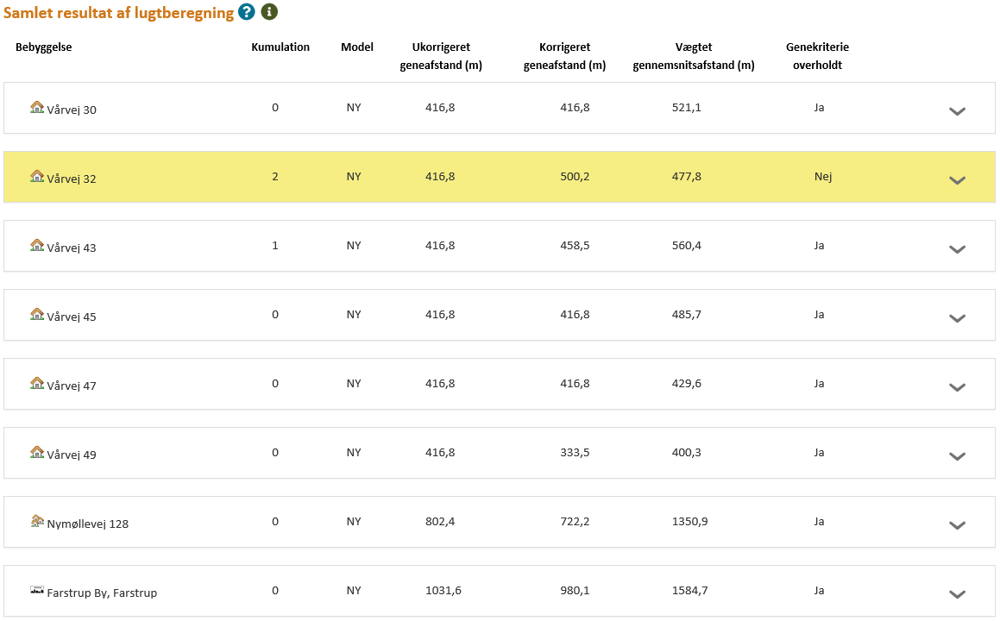 Samlet resultat af lugtberegning ? i
Bebyggelse Kumulation Model Ukorrigeret geneafstand (m) Korrigeret geneafstand (m) Vægtet gennemsnitsafstand (m) Genekriterie overholdt
Vårvej 30 0 NY 416,8 416,8 521,1 Ja
Vårvej 32 2 NY 416,8 500,2 477,8 Nej
Vårvej 43 1 NY 416,8 458,5 560,4 Ja
Vårvej 45 0 NY 416,8 416,8 485,7 Ja
Vårvej 47 0 NY 416,8 416,8 429,6 Ja
Vårvej 49 0 NY 416,8 333,5 400,3 Ja
Nymøllevej 128 0 NY 802,4 722,2 1350,9 Ja
Farstrup By, Farstrup 0 NY 1031,6 980,1 1584,7 Ja